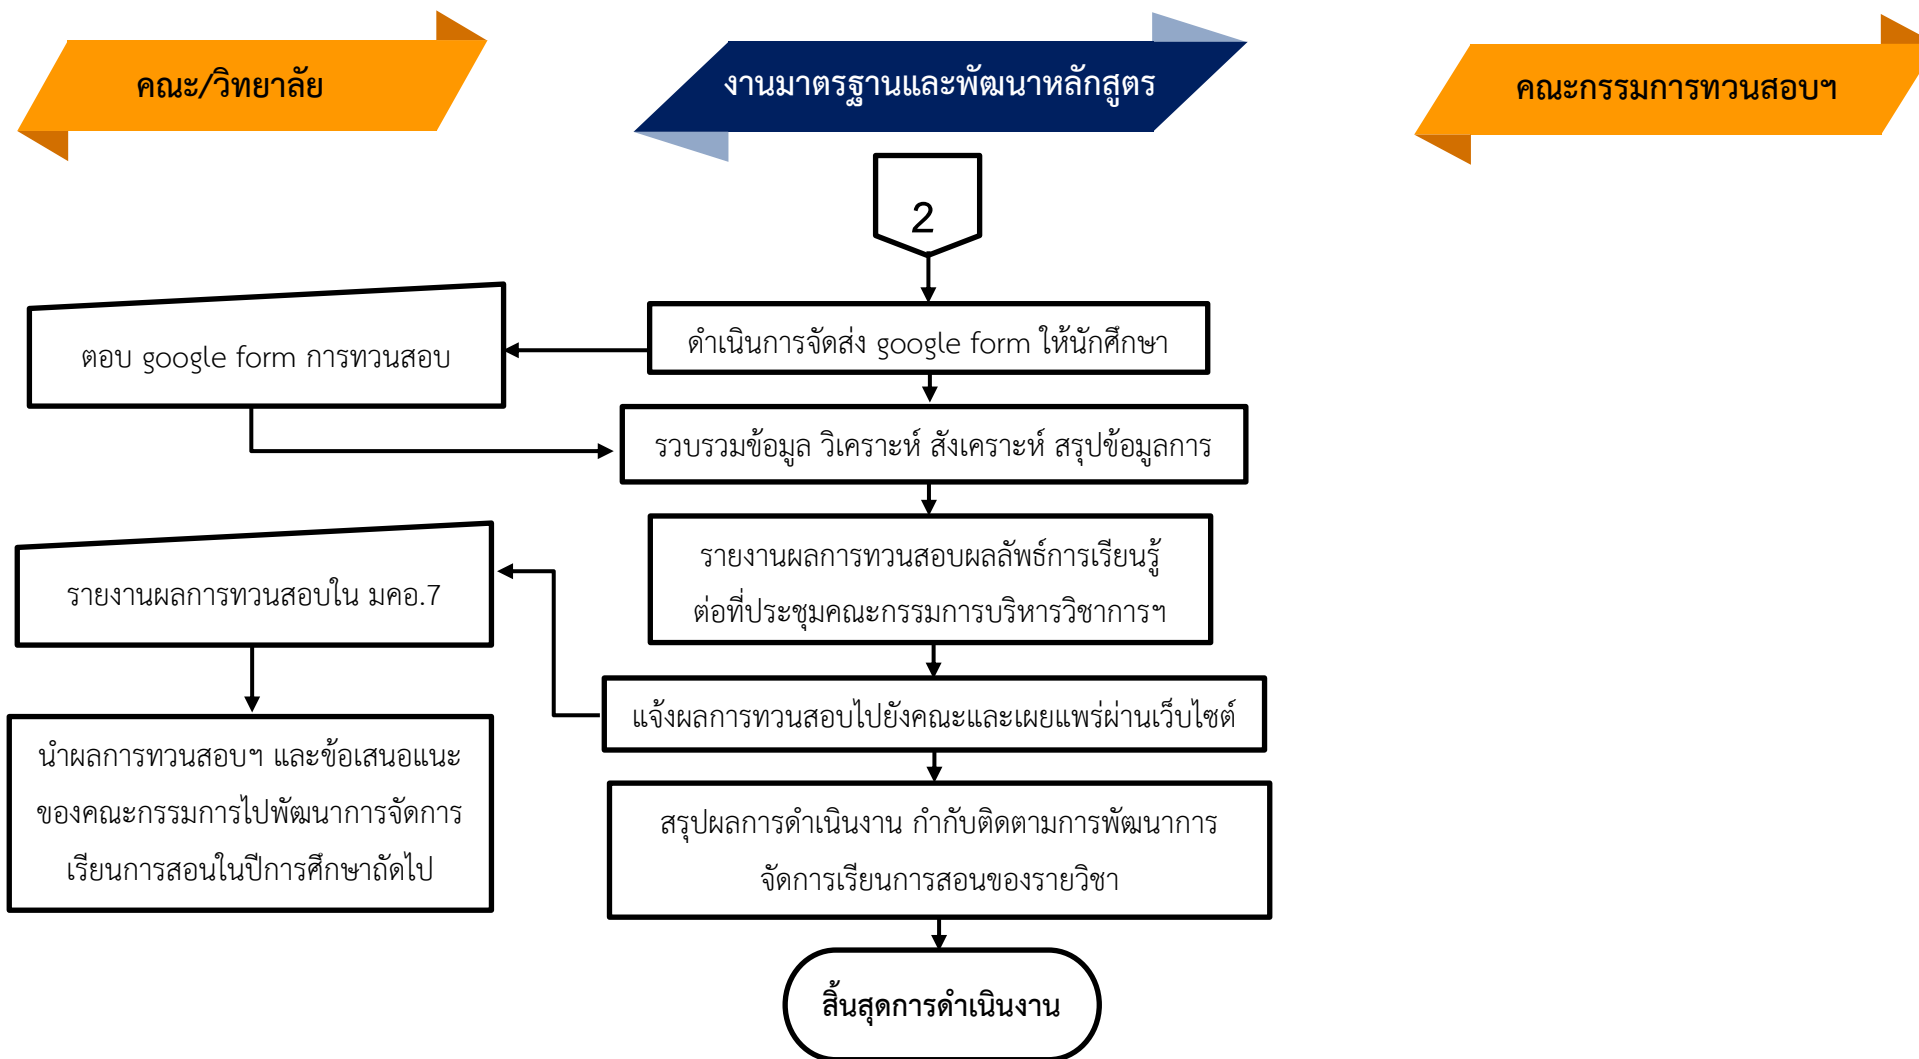 คณะ/วิทยาลัย
งานมาตรฐานและพัฒนาหลักสูตร
คณะกรรมการทวนสอบฯ
2
ดำเนินการจัดส่ง google form ให้นักศึกษา
ตอบ google form การทวนสอบ
รวบรวมข้อมูล วิเคราะห์ สังเคราะห์ สรุปข้อมูลการ
รายงานผลการทวนสอบผลลัพธ์การเรียนรู้
ต่อที่ประชุมคณะกรรมการบริหารวิชาการฯ
รายงานผลการทวนสอบใน มคอ.7
แจ้งผลการทวนสอบไปยังคณะและเผยแพร่ผ่านเว็บไซต์
นำผลการทวนสอบฯ และข้อเสนอแนะ
ของคณะกรรมการไปพัฒนาการจัดการ
เรียนการสอนในปีการศึกษาถัดไป
สรุปผลการดำเนินงาน กำกับติดตามการพัฒนาการ
จัดการเรียนการสอนของรายวิชา
สิ้นสุดการดำเนินงาน